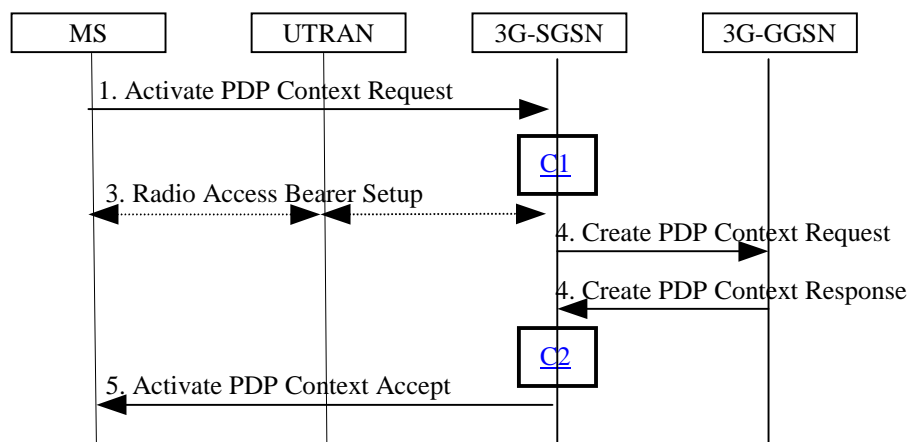 MS
UTRAN
3G-SGSN
3G-GGSN
1. Activate PDP Context Request
C1
3. Radio Access Bearer Setup
4. Create PDP Context Request
4. Create PDP Context Response
C2
5. Activate PDP Context Accept